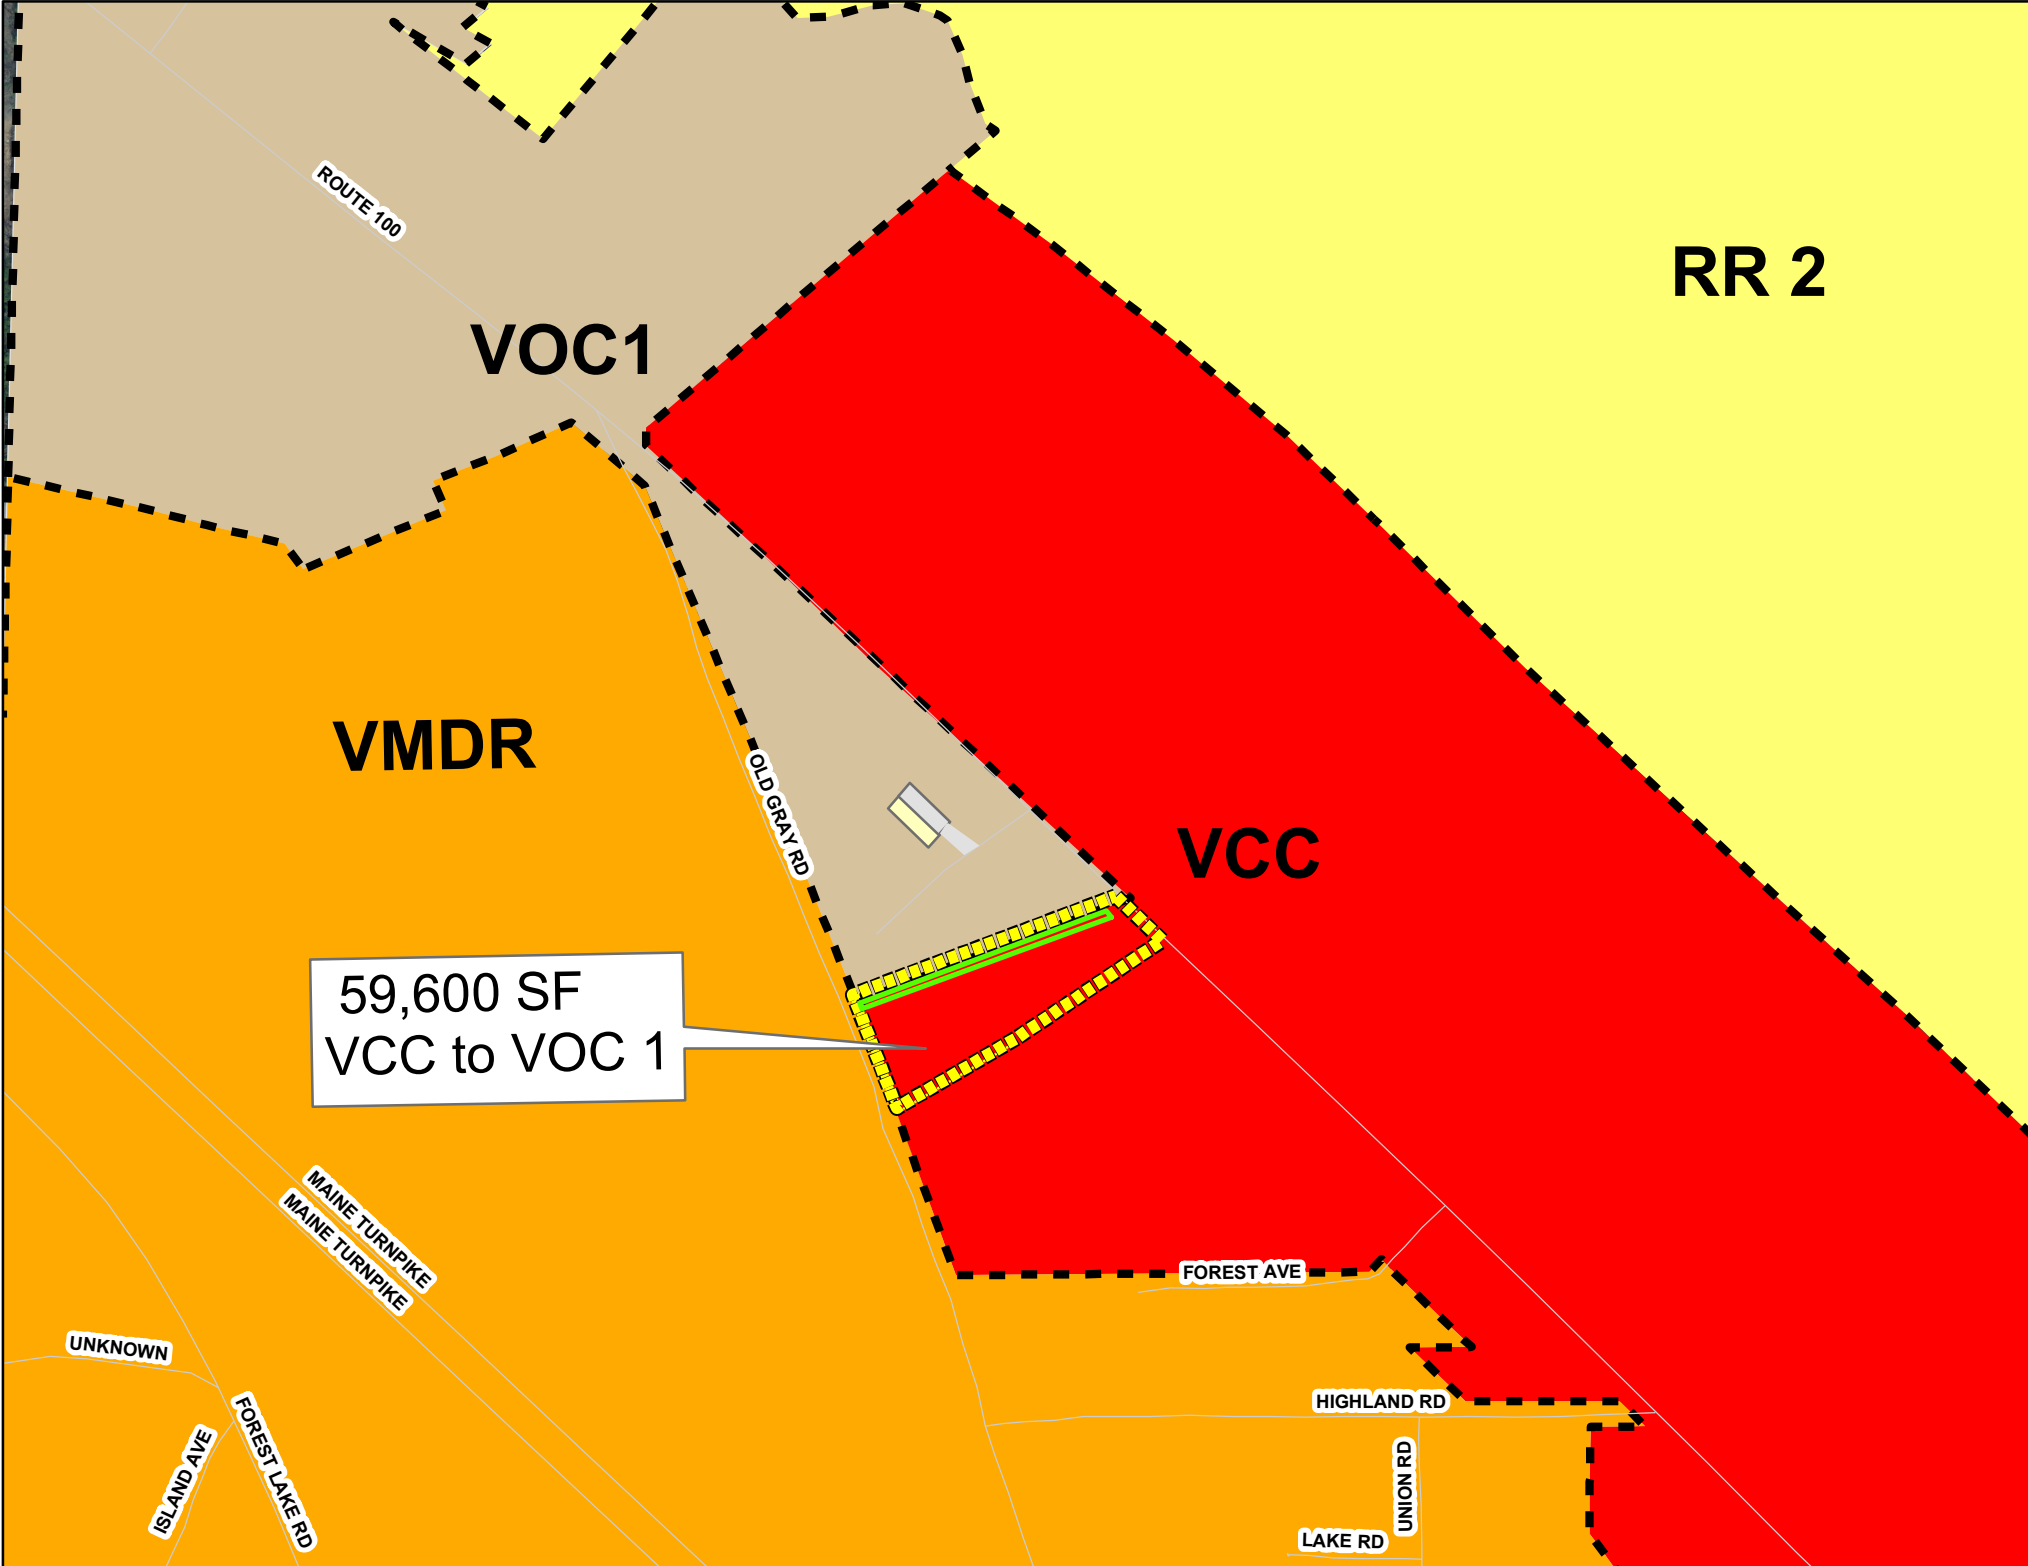 ROUTE 100
RR 2
VOC1
VMDR
OLD GRAY RD
VCC
59,600 SF
VCC to VOC 1
MAINE TURNPIKE
MAINE TURNPIKE
FOREST AVE
UNKNOWN
HIGHLAND RD
FOREST LAKE RD
ISLAND AVE
UNION RD
LAKE RD